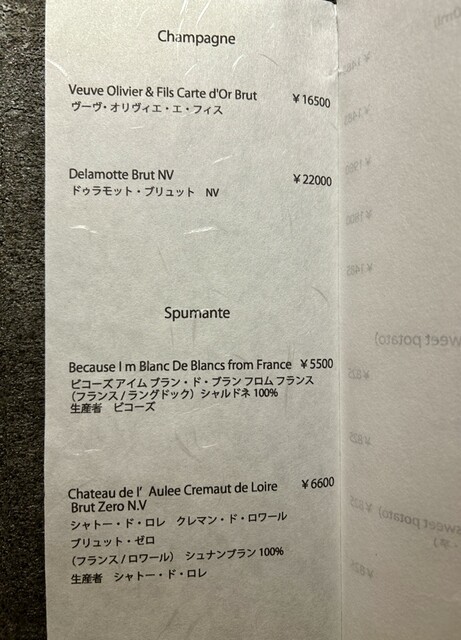 Champagne
Veuve Olivier & Fils Carte d'Or Brut ￥16500
ヴーヴ・オリヴィエ・エ・フィス
Delamotte Brut NV ￥22000
ドゥラモット・ブリュット NV
Spumante
Because I m Blanc De Blancs from France ￥5500
ビコーズ アイム ブラン・ド・ブラン フロム フランス
（フランス / ラングドック）シャルドネ 100%
生産者 ビコーズ
Chateau de l' Aulee Cremaut de Loire ￥6600
Brut Zero N.V
シャトー・ド・ロレ クレマン・ド・ロワール
ブリュット・ゼロ
（フランス / ロワール） シュナンブラン 100%
生産者 シャトー・ド・ロレ